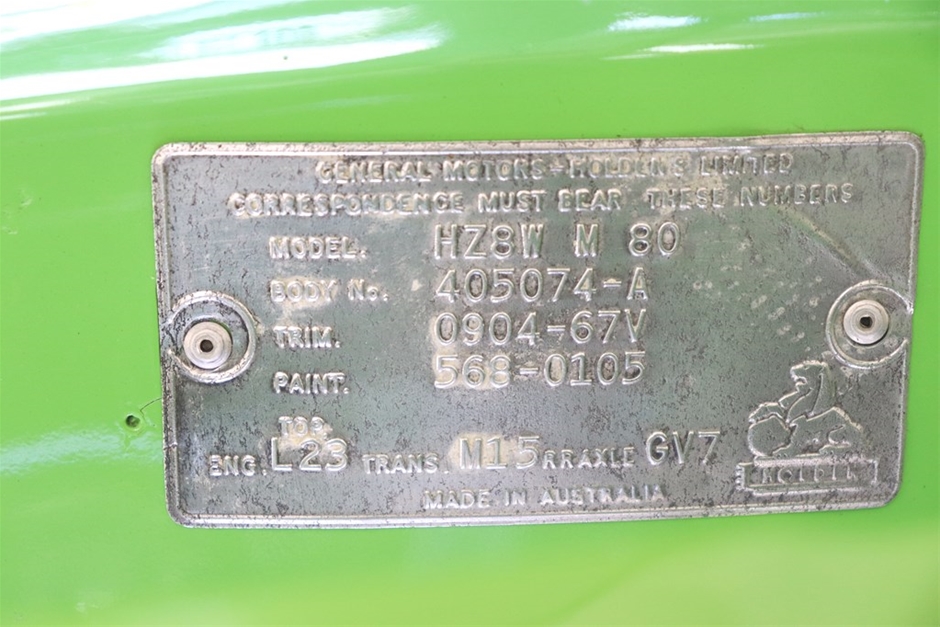 GENERAL MOTORS-HOLDEN'S LIMITED
CORRESPONDENCE MUST BEAR THESE NUMBERS
MODEL. HZ8W M 80
BODY No. 405074-A
TRIM. 0904-67V
PAINT. 568-0105
TOP.
ENG. L23 TRANS. M15 RR AXLE GV7
HOLDEN
MADE IN AUSTRALIA